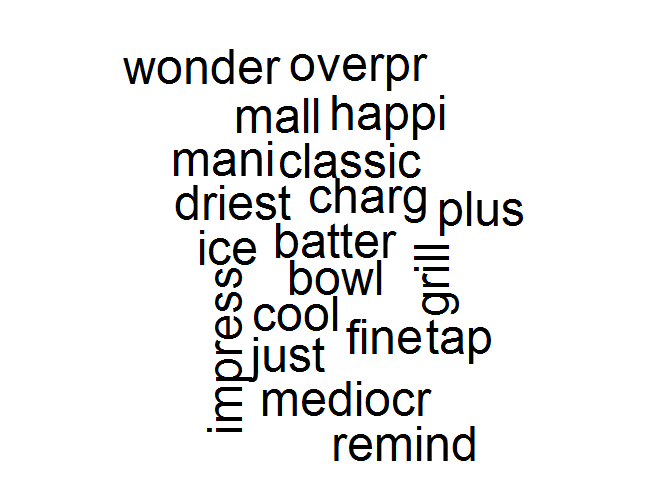 wonder overpr
mall happi
mani classic
driest charg plus
ice batter grill
bowl
impress cool fine tap
just
mediocr
remind